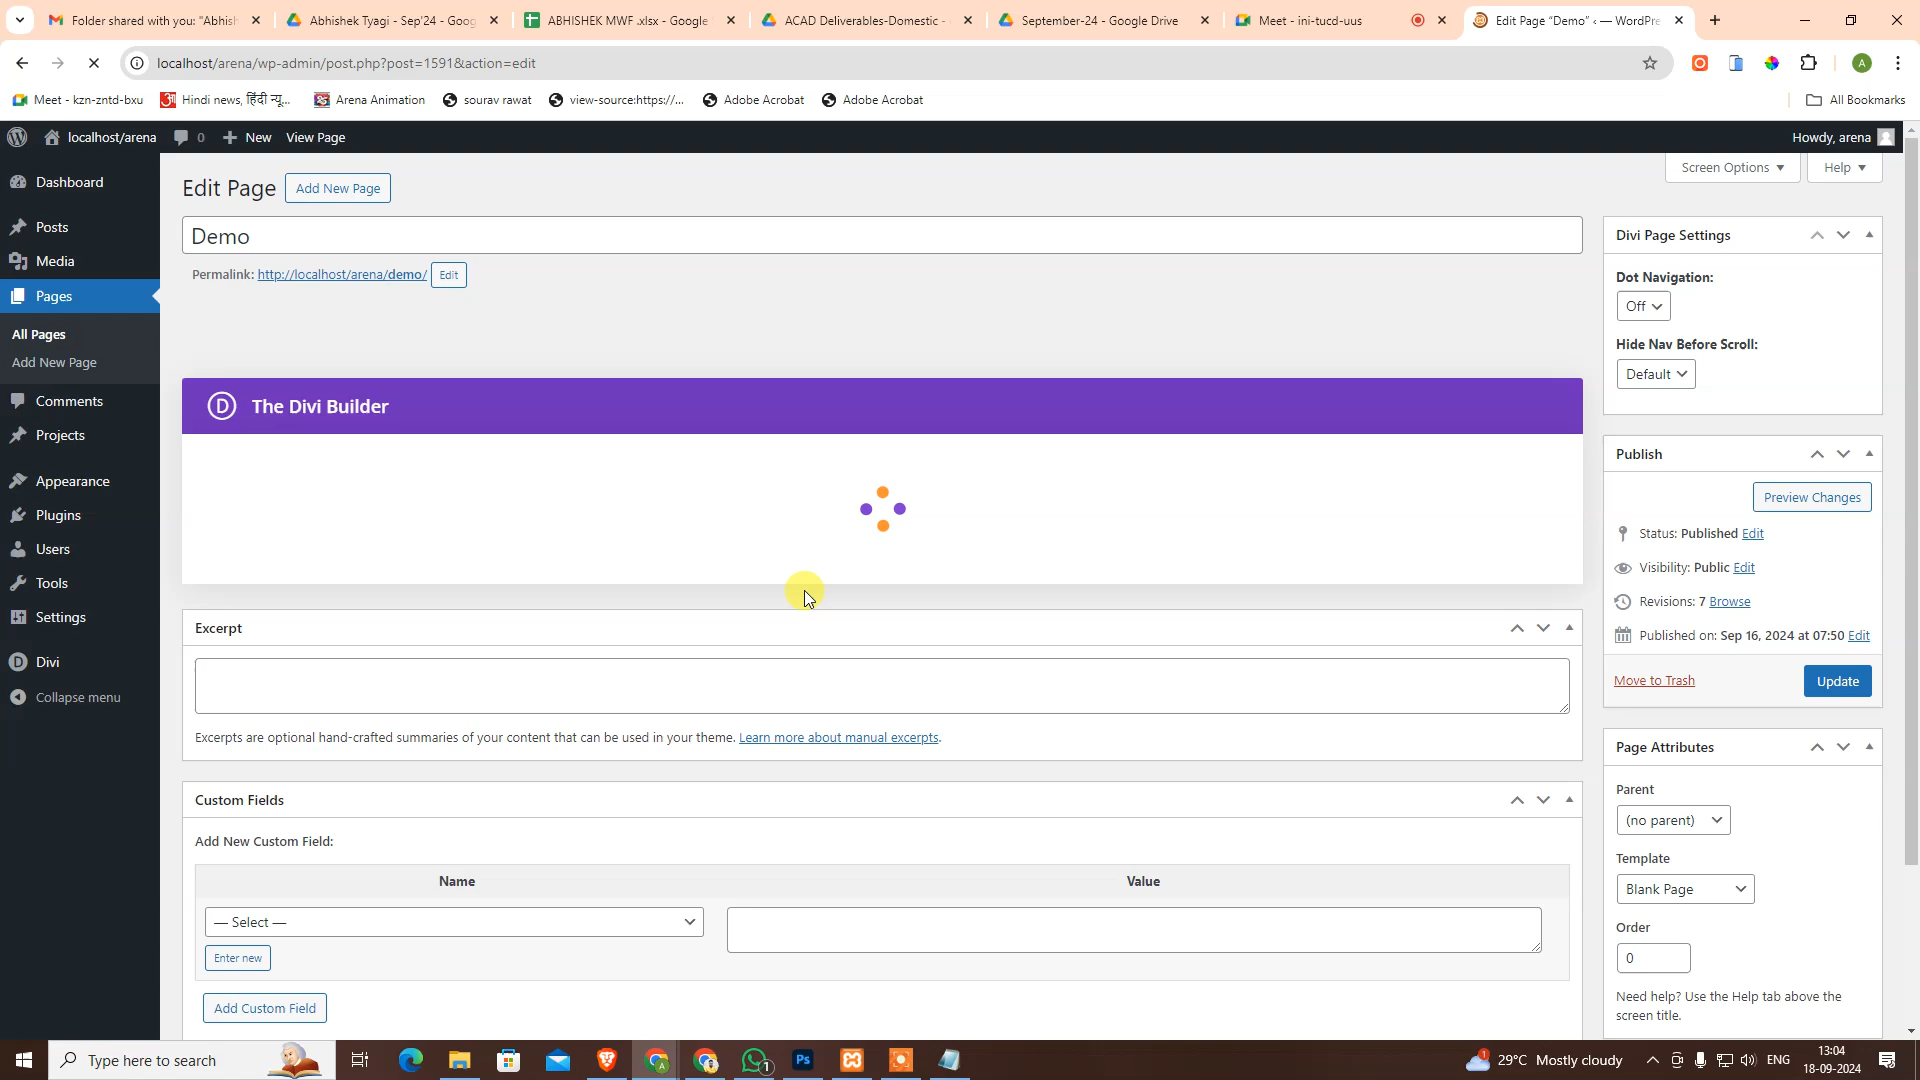 Folder shared with you: "Abhish
Abhishek Tyagi - Sep'24 - Goog
ABHISHEK MWF .xlsx - Google
ACAD Deliverables-Domestic -
September-24 - Google Drive
Meet - ini-tucd-uus
Edit Page "Demo" ‹ — WordPre
localhost/arena/wp-admin/post.php?post=1591&action=edit
A
Meet - kzn-zntd-bxu
Hindi news, हिंदी न्यू...
Arena Animation
sourav rawat
view-source:https://...
Adobe Acrobat
Adobe Acrobat
All Bookmarks
localhost/arena
0
New
View Page
Howdy, arena
Screen Options
Help
Dashboard
Posts
Media
Pages
All Pages
Add New Page
Comments
Projects
Appearance
Plugins
Users
Tools
Settings
Divi
Collapse menu
Edit Page
Add New Page
Demo
Permalink: http://localhost/arena/demo/
Edit
D
The Divi Builder
Excerpt
Excerpts are optional hand-crafted summaries of your content that can be used in your theme. Learn more about manual excerpts.
Custom Fields
Add New Custom Field:
Name
Value
— Select —
Enter new
Add Custom Field
Divi Page Settings
Dot Navigation:
Off
Hide Nav Before Scroll:
Default
Publish
Preview Changes
Status: Published Edit
Visibility: Public Edit
Revisions: 7 Browse
Published on: Sep 16, 2024 at 07:50 Edit
Move to Trash
Update
Page Attributes
Parent
(no parent)
Template
Blank Page
Order
0
Need help? Use the Help tab above the
screen title.
Type here to search
A
1
Ps
1
29°C Mostly cloudy
ENG
13:04
18-09-2024